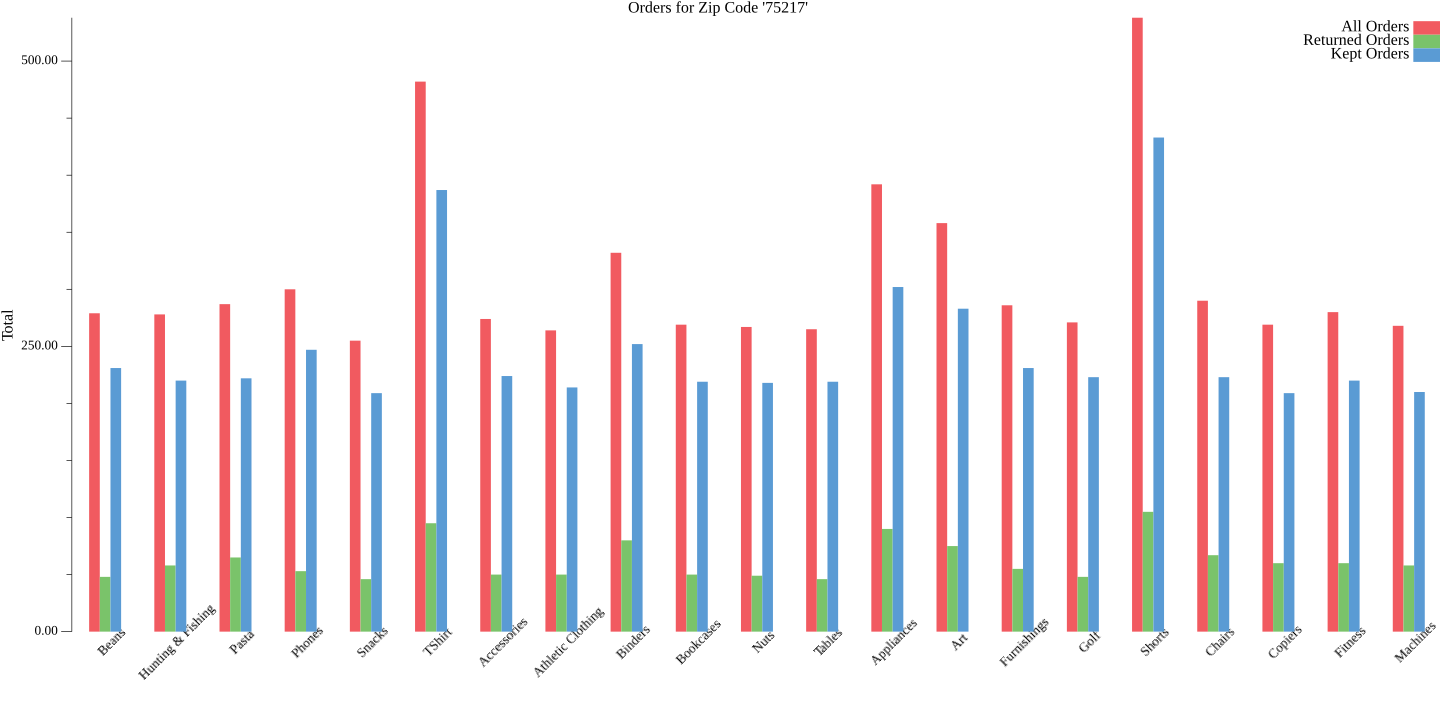 Orders for Zip Code '75217'
All Orders
Returned Orders
Kept Orders
Total
500.00
250.00
0.00
Beans
Hunting & Fishing
Pasta
Phones
Snacks
TShirt
Accessories
Athletic Clothing
Binders
Bookcases
Nuts
Tables
Appliances
Art
Furnishings
Golf
Shorts
Chairs
Copiers
Fitness
Machines